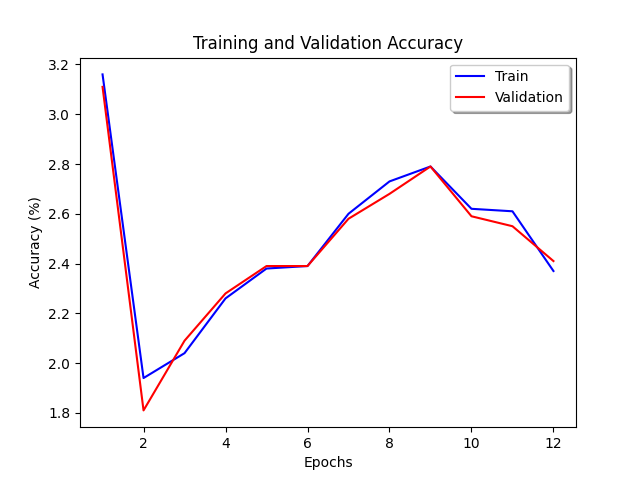 Training and Validation Accuracy
Train
Validation
Accuracy (%)
3.2
3.0
2.8
2.6
2.4
2.2
2.0
1.8
2 4 6 8 10 12
Epochs